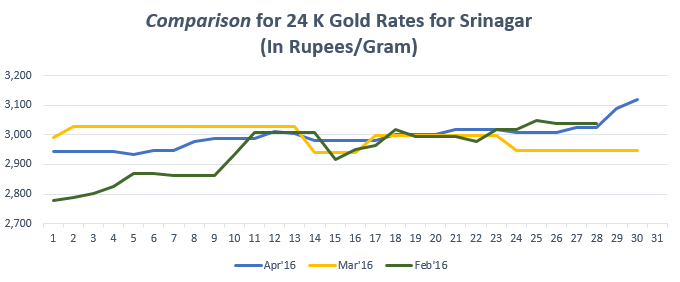 Comparison for 24 K Gold Rates for Srinagar
(In Rupees/Gram)
3,200
3,100
3,000
2,900
2,800
2,700
1 2 3 4 5 6 7 8 9 10 11 12 13 14 15 16 17 18 19 20 21 22 23 24 25 26 27 28 29 30 31
Apr'16 Mar'16 Feb'16